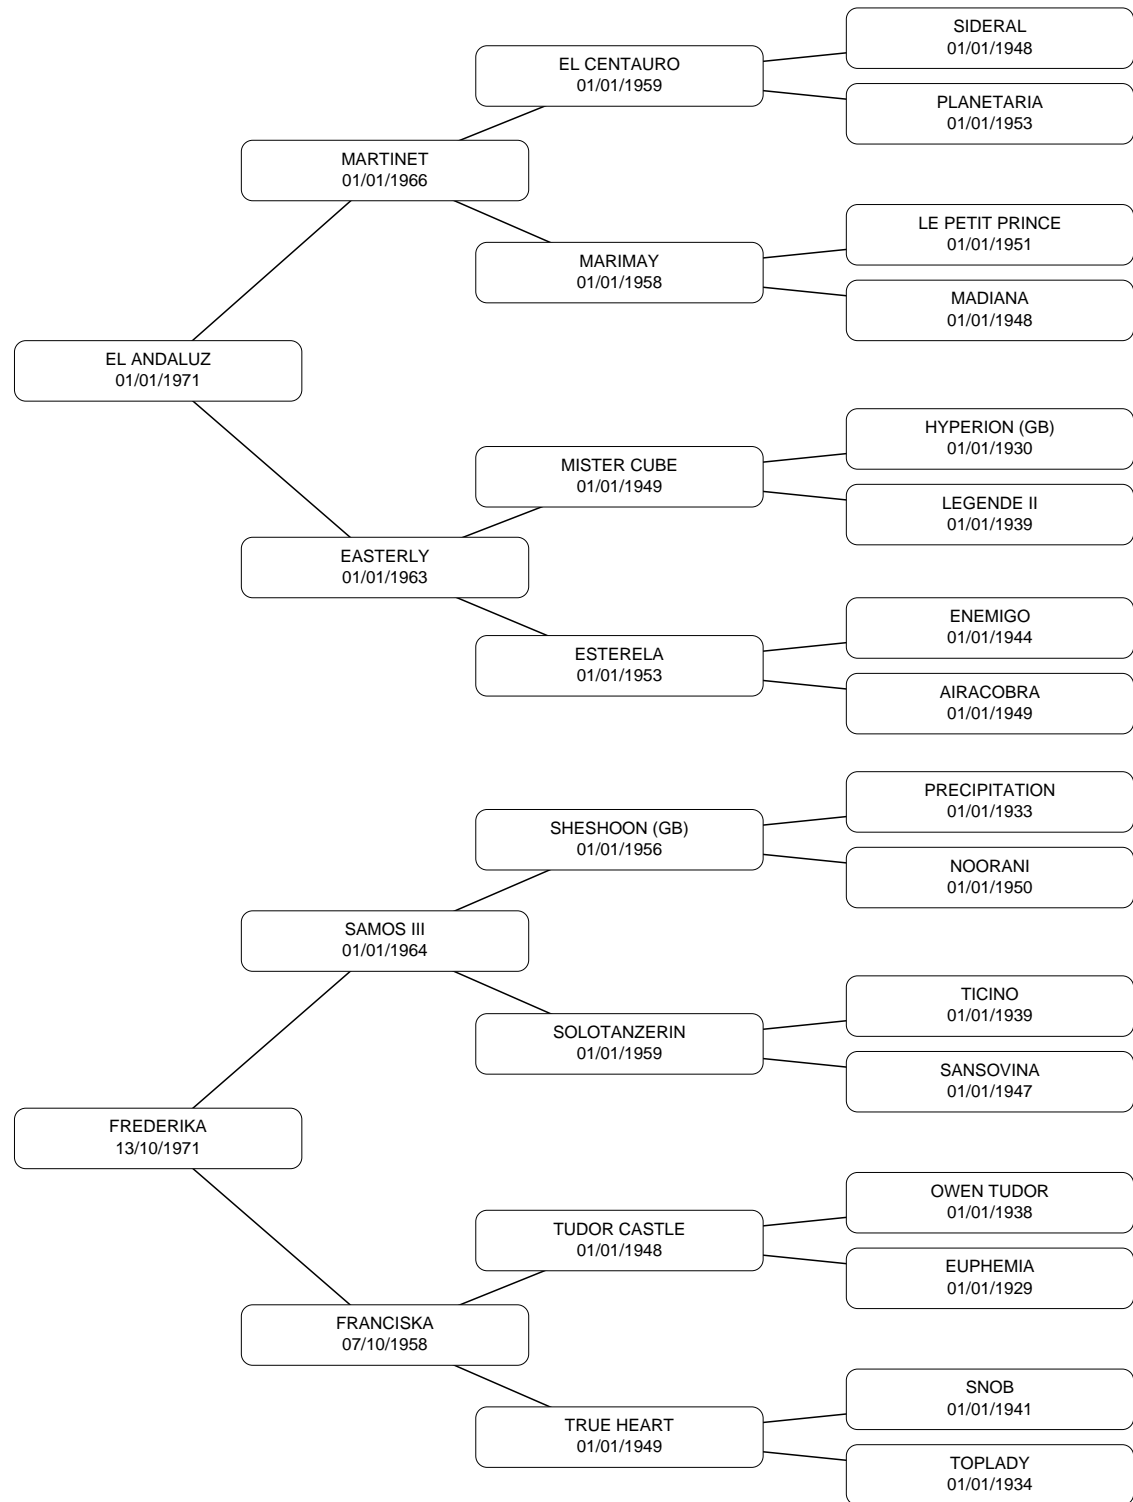 SIDERAL
01/01/1948
EL CENTAURO
01/01/1959
PLANETARIA
01/01/1953
MARTINET
01/01/1966
LE PETIT PRINCE
01/01/1951
MARIMAY
01/01/1958
MADIANA
01/01/1948
EL ANDALUZ
01/01/1971
HYPERION (GB)
01/01/1930
MISTER CUBE
01/01/1949
LEGENDE II
01/01/1939
EASTERLY
01/01/1963
ENEMIGO
01/01/1944
ESTERELA
01/01/1953
AIRACOBRA
01/01/1949
PRECIPITATION
01/01/1933
SHESHOON (GB)
01/01/1956
NOORANI
01/01/1950
SAMOS III
01/01/1964
TICINO
01/01/1939
SOLOTANZERIN
01/01/1959
SANSOVINA
01/01/1947
FREDERIKA
13/10/1971
OWEN TUDOR
01/01/1938
TUDOR CASTLE
01/01/1948
EUPHEMIA
01/01/1929
FRANCISKA
07/10/1958
SNOB
01/01/1941
TRUE HEART
01/01/1949
TOPLADY
01/01/1934